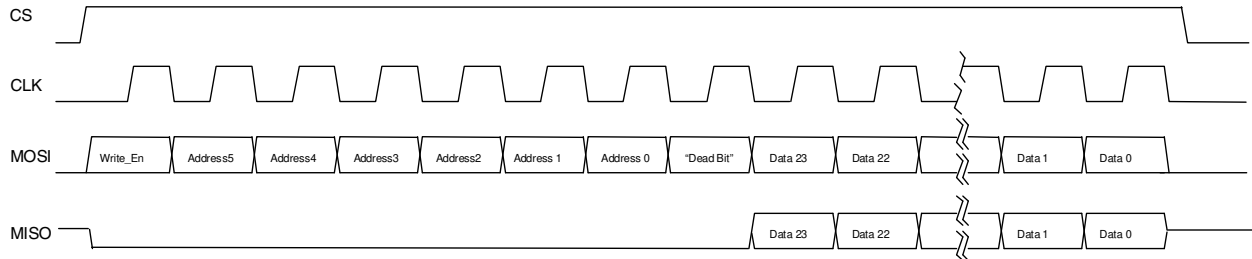 CS
CLK
MOSI Write_En Address5 Address4 Address3 Address2 Address 1 Address 0 “Dead Bit” Data 23 Data 22 Data 1 Data 0
MISO Data 23 Data 22 Data 1 Data 0